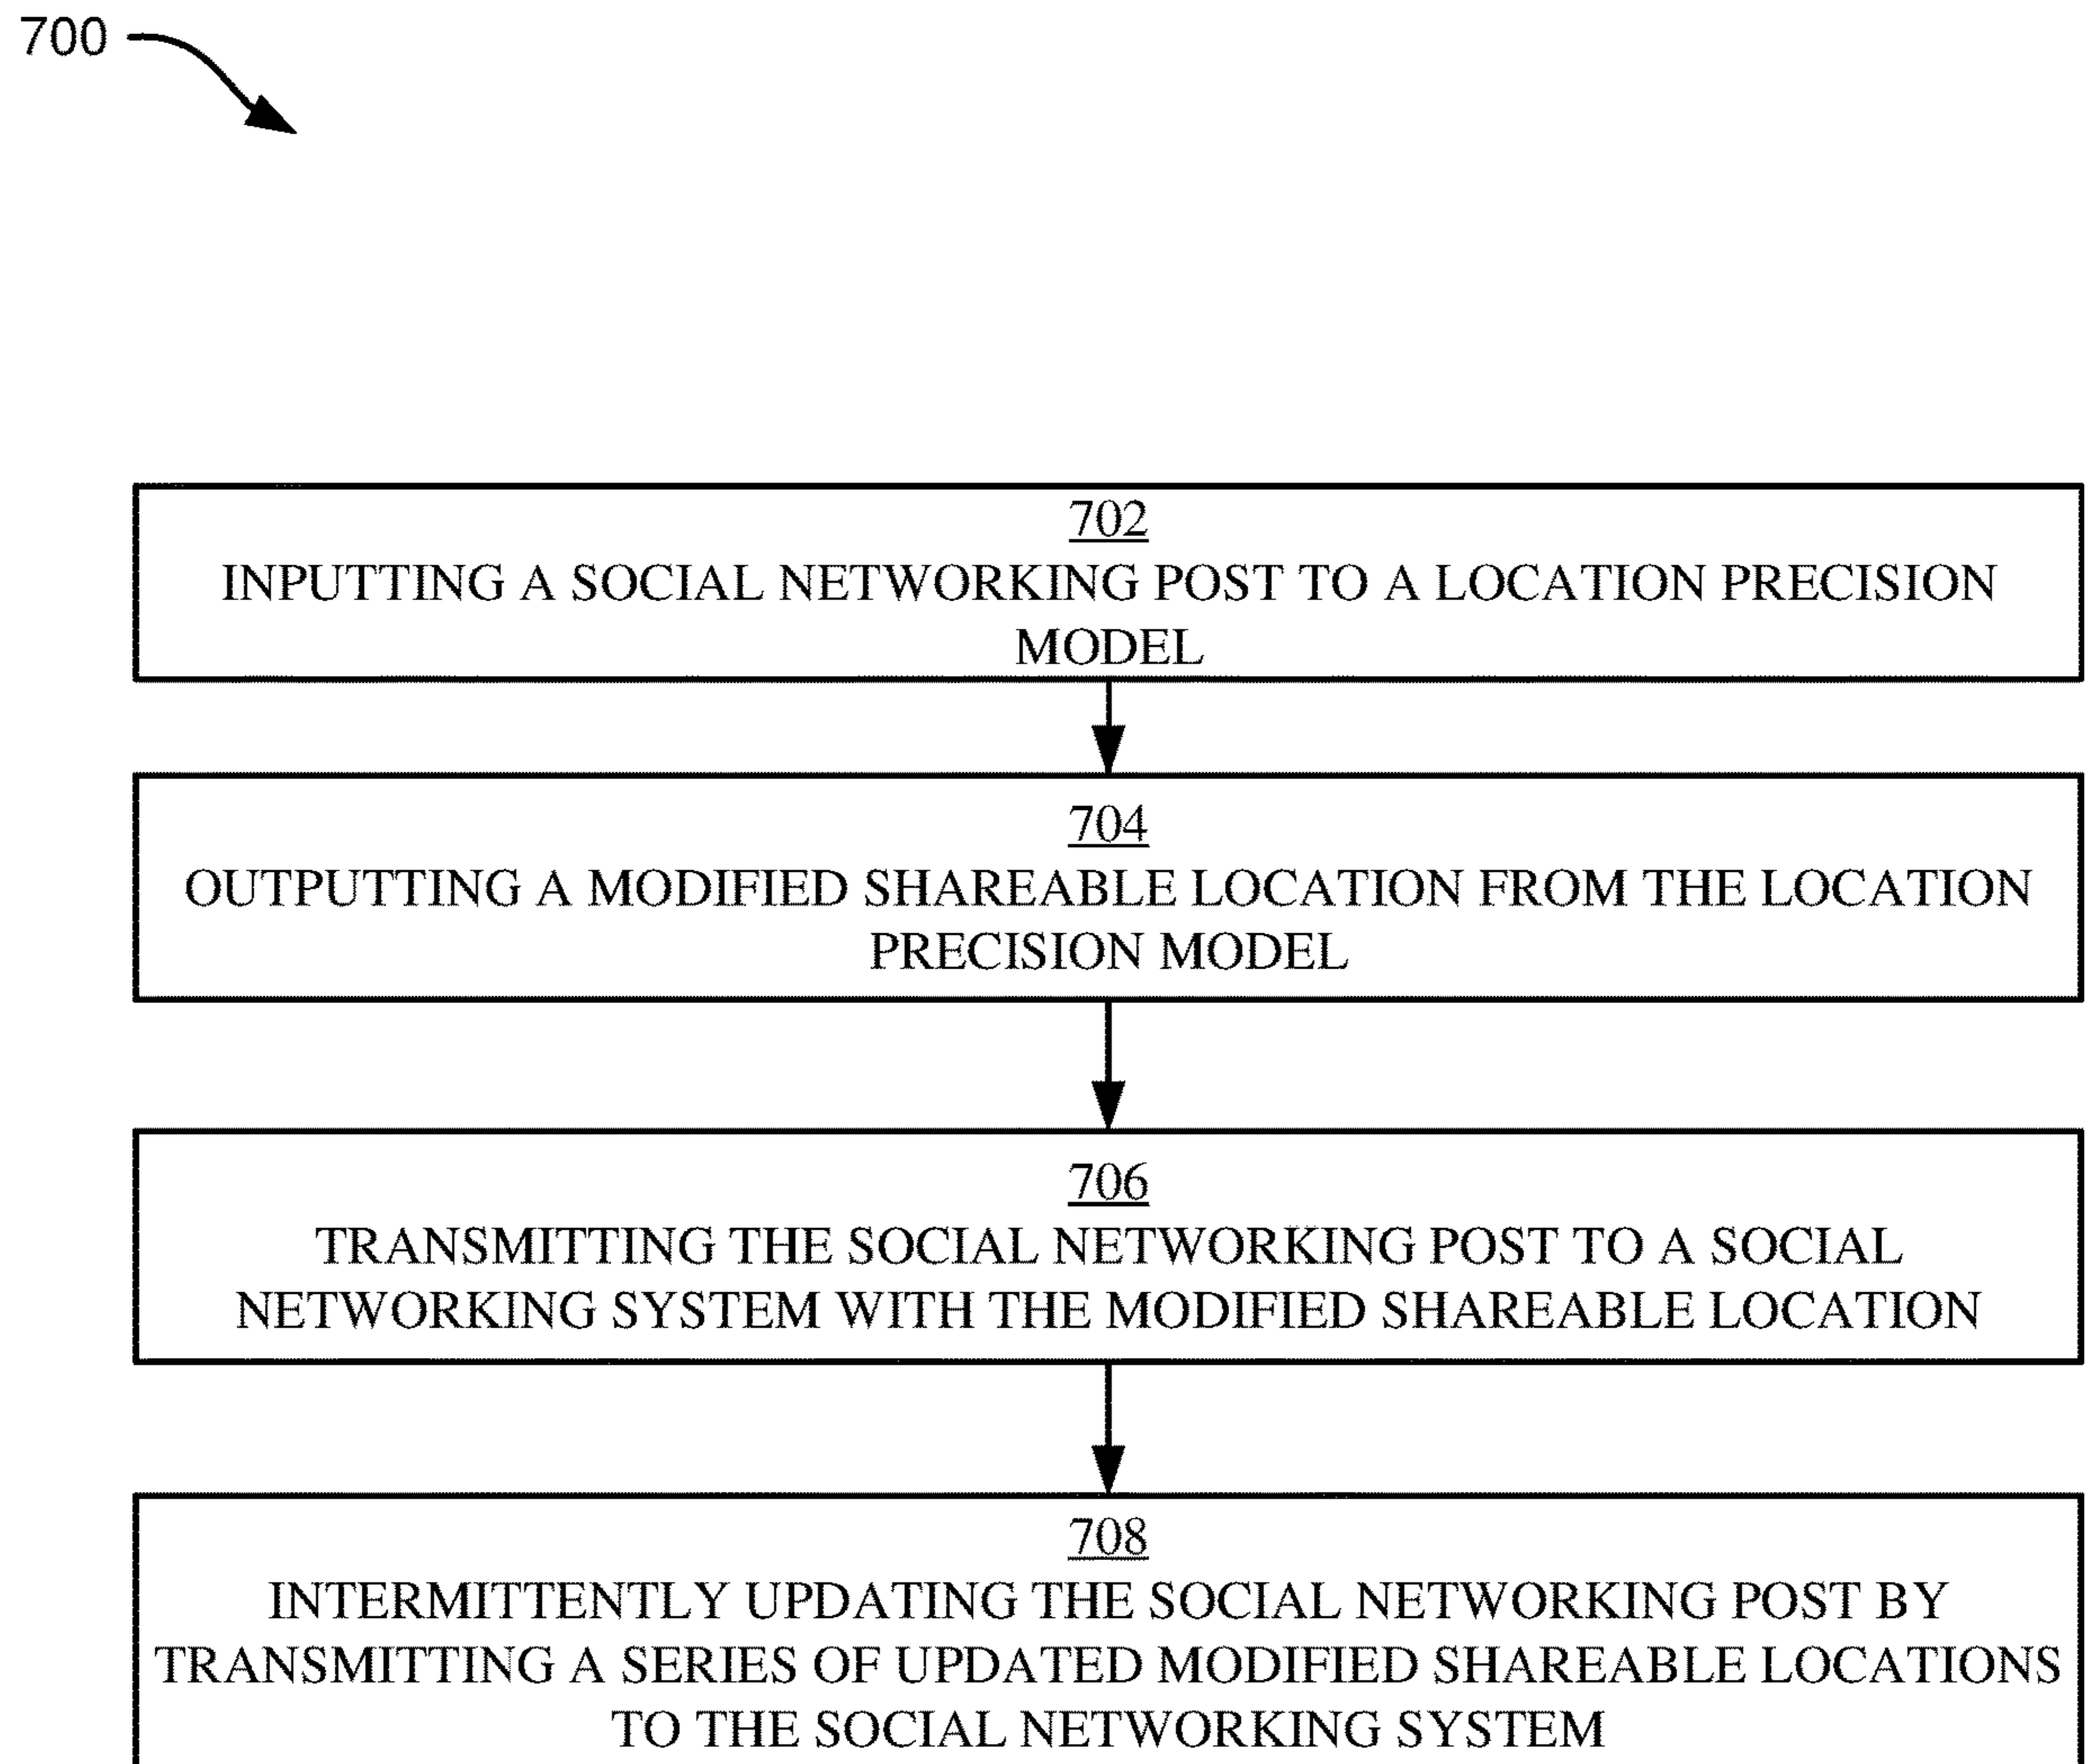 700
702
INPUTTING A SOCIAL NETWORKING POST TO A LOCATION PRECISION
MODEL
704
OUTPUTTING A MODIFIED SHAREABLE LOCATION FROM THE LOCATION
PRECISION MODEL
706
TRANSMITTING THE SOCIAL NETWORKING POST TO A SOCIAL
NETWORKING SYSTEM WITH THE MODIFIED SHAREABLE LOCATION
708
INTERMITTENTLY UPDATING THE SOCIAL NETWORKING POST BY
TRANSMITTING A SERIES OF UPDATED MODIFIED SHAREABLE LOCATIONS
TO THE SOCIAL NETWORKING SYSTEM